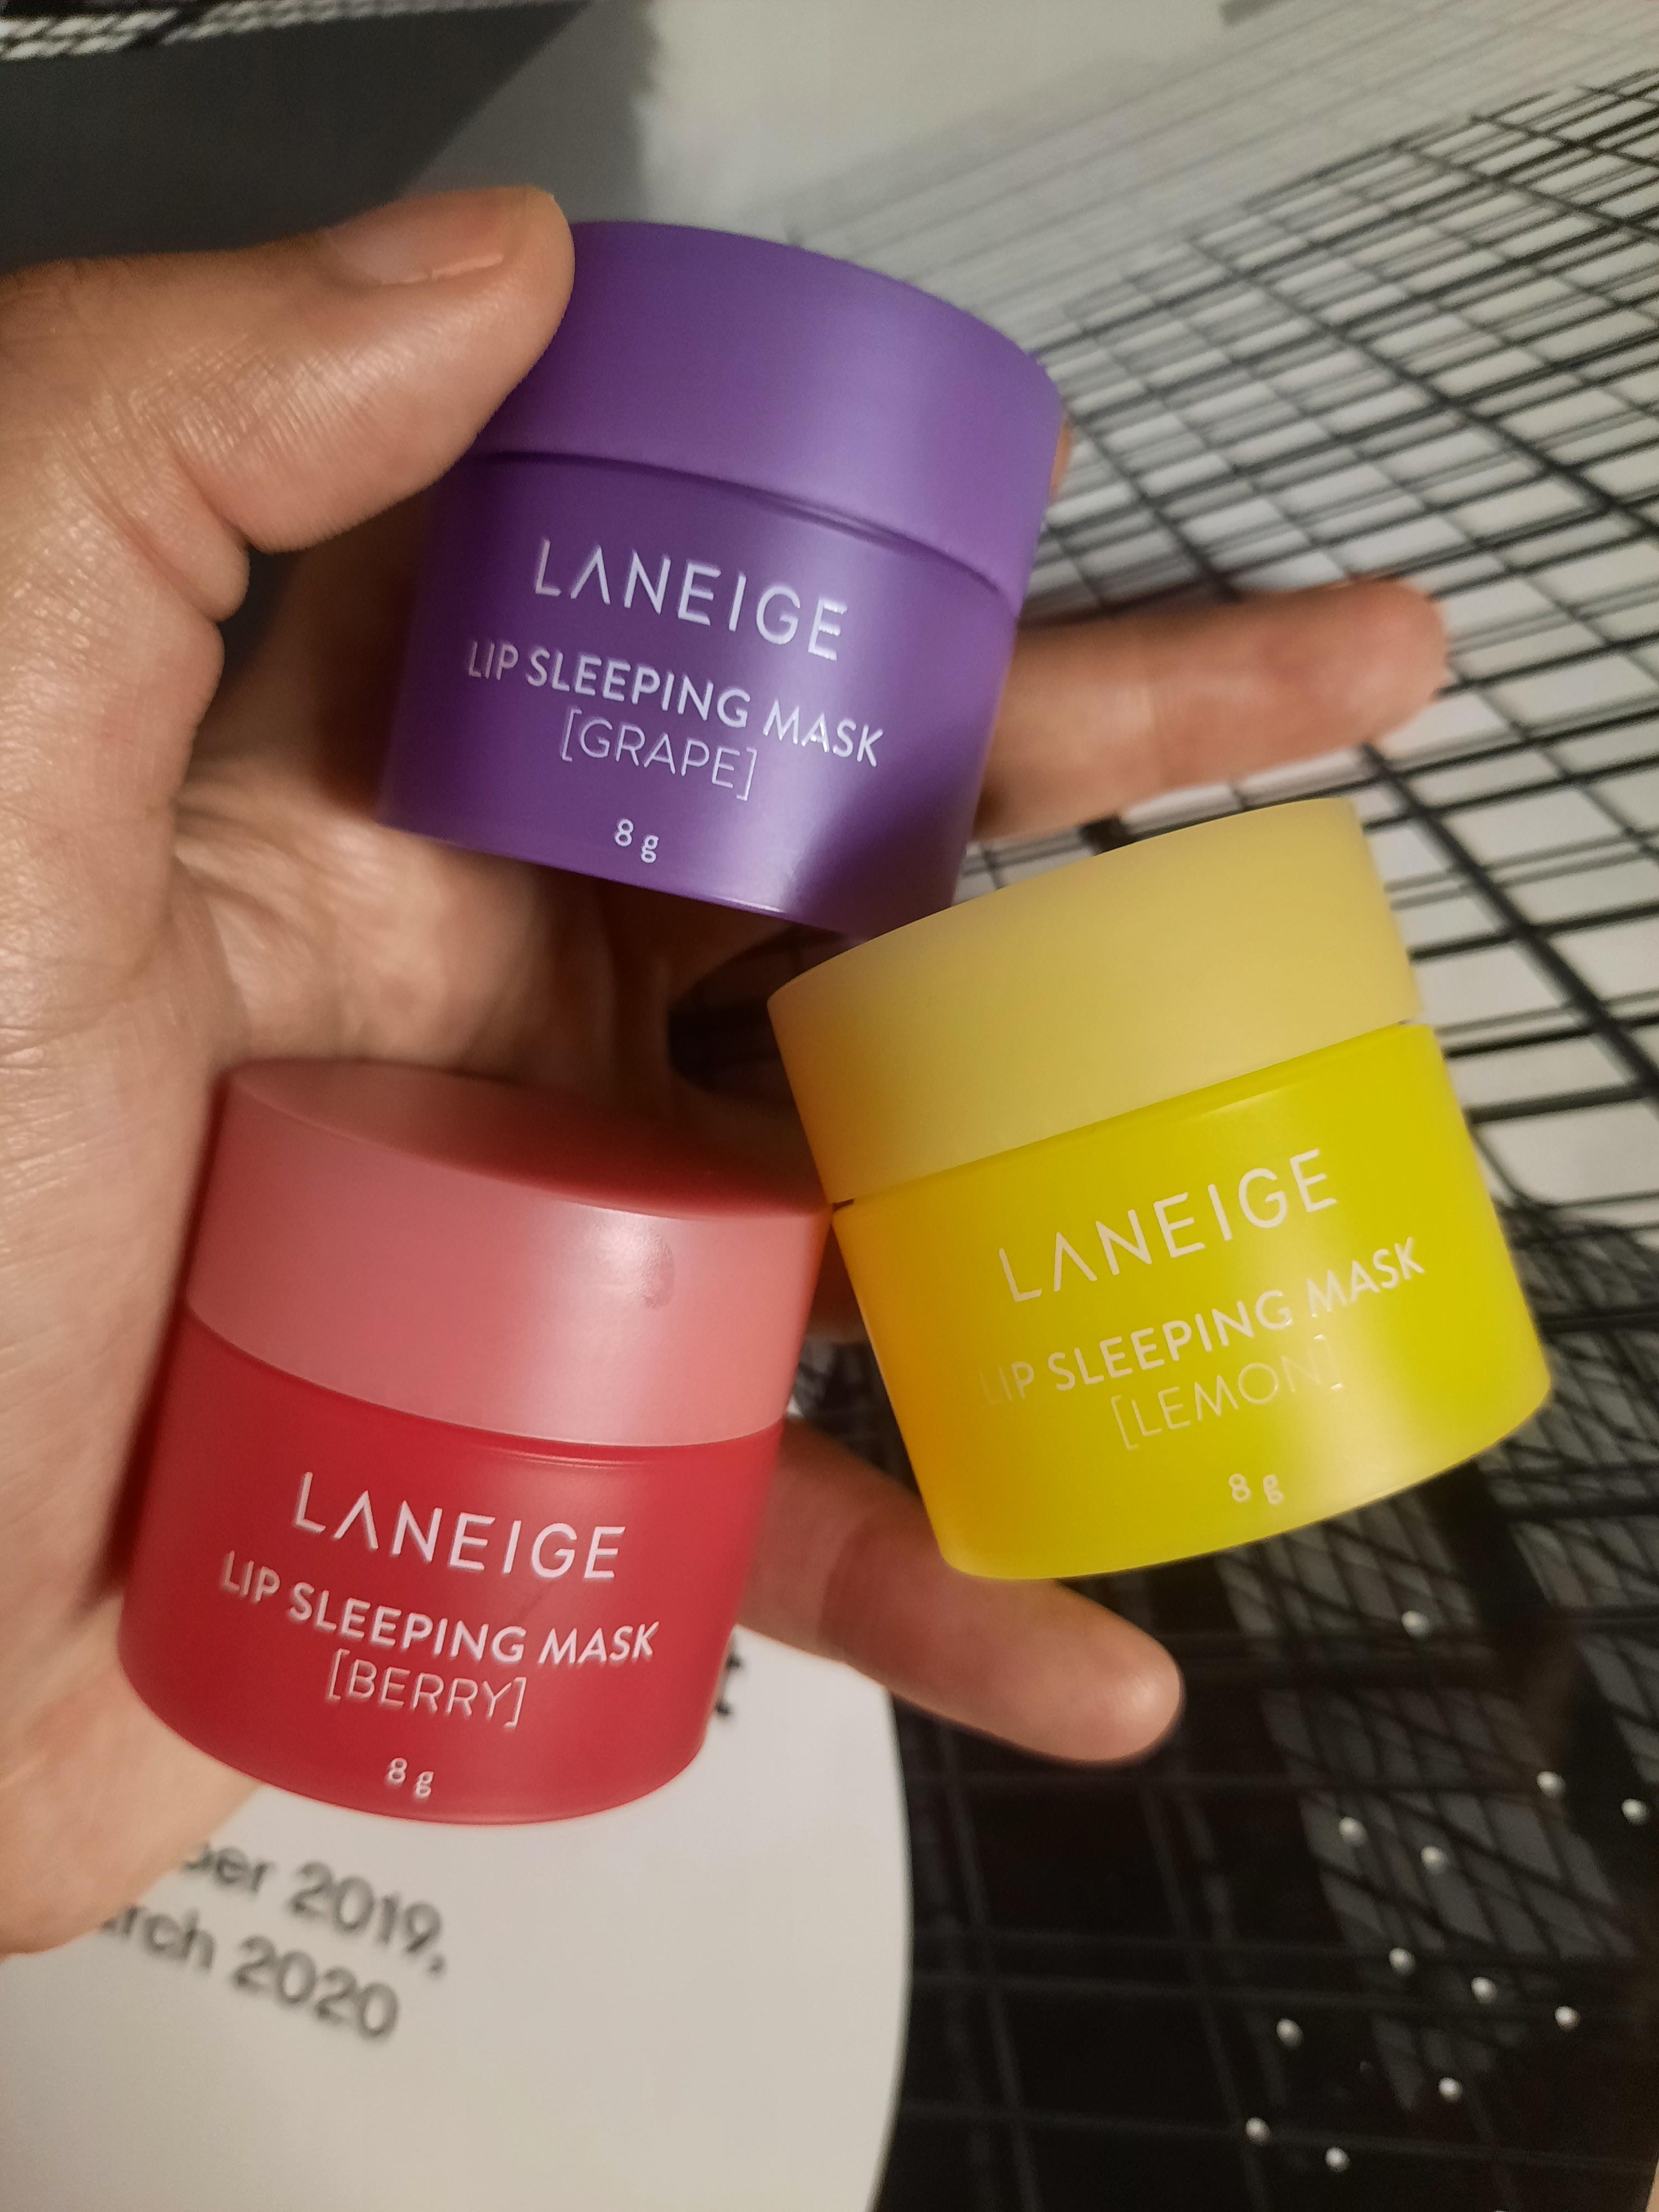 LANEIGE
LIP SLEEPING MASK
[GRAPE]
8 g
LANEIGE
LIP SLEEPING MASK
[LEMON]
8 g
LANEIGE
LIP SLEEPING MASK
[BERRY]
8 g
2019,
2020